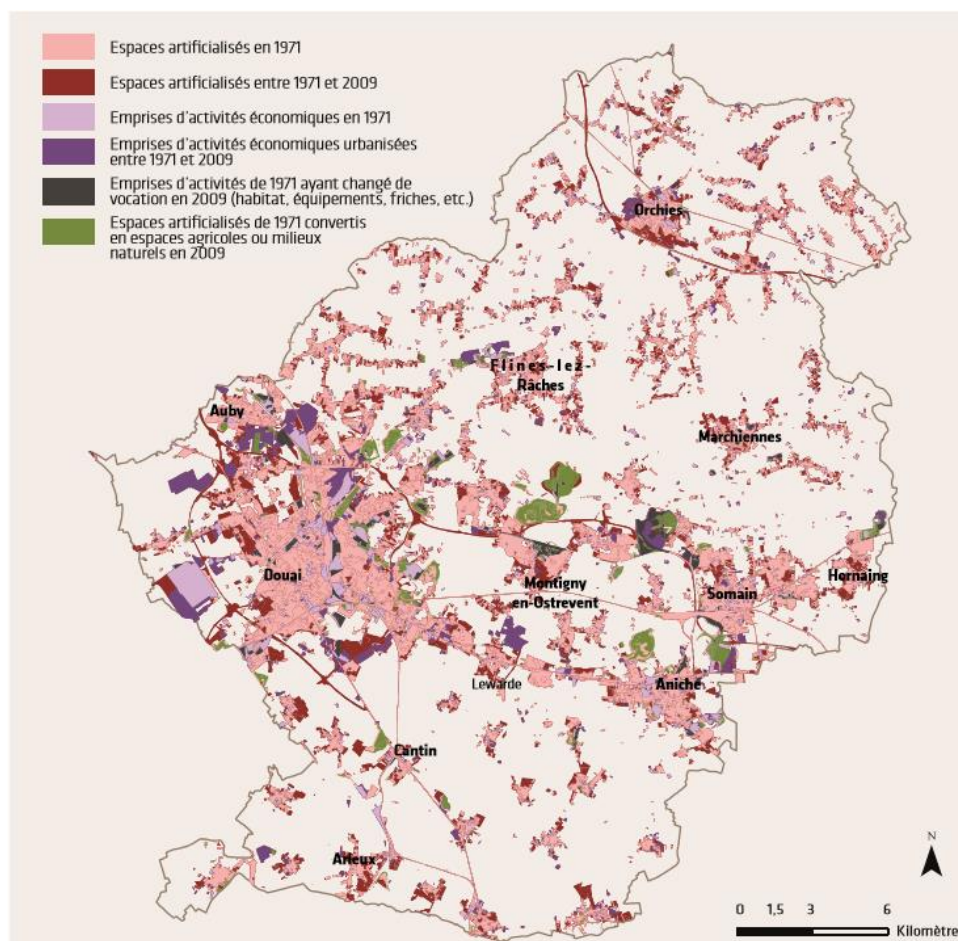 Espaces artificialisés en 1971
Espaces artificialisés entre 1971 et 2009
Emprises d'activités économiques en 1971
Emprises d'activités économiques urbanisées
entre 1971 et 2009
Emprises d'activités de 1971 ayant changé de
vocation en 2009 (habitat, équipements, friches, etc.)
Espaces artificialisés de 1971 convertis
en espaces agricoles ou milieux
naturels en 2009
Orchies
Flines-lez-
Râches
Auby
Marchiennes
Douai
Montigny
en-Ostrevent
Somain
Hornaing
Lewarde
Aniche
Cantin
Arleux
N
0 1,5 3 6
Kilomètre